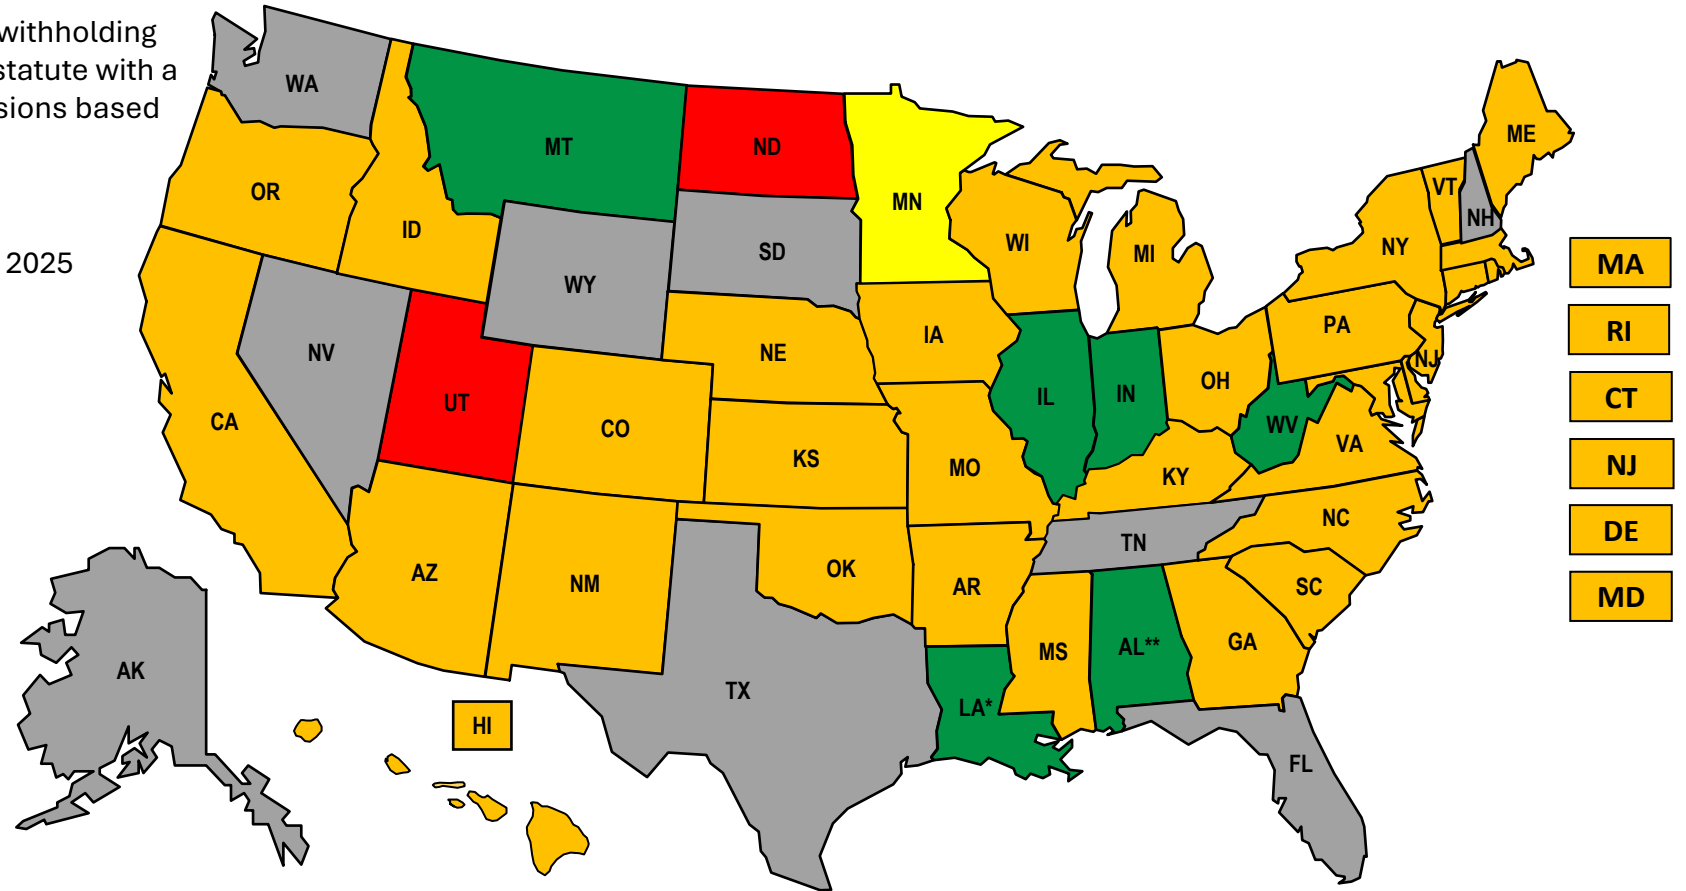 withholding
statute with a
sions based
2025
WA
MT
ND
MN
ME
VT
NH
OR
ID
WY
SD
WI
MI
NY
MA
RI
CT
NJ
DE
MD
NV
UT
CO
NE
IA
IL
IN
OH
PA
NJ
WV
VA
CA
KS
MO
KY
NC
TN
AZ
NM
OK
AR
SC
MS
AL**
GA
AK
HI
TX
LA*
FL